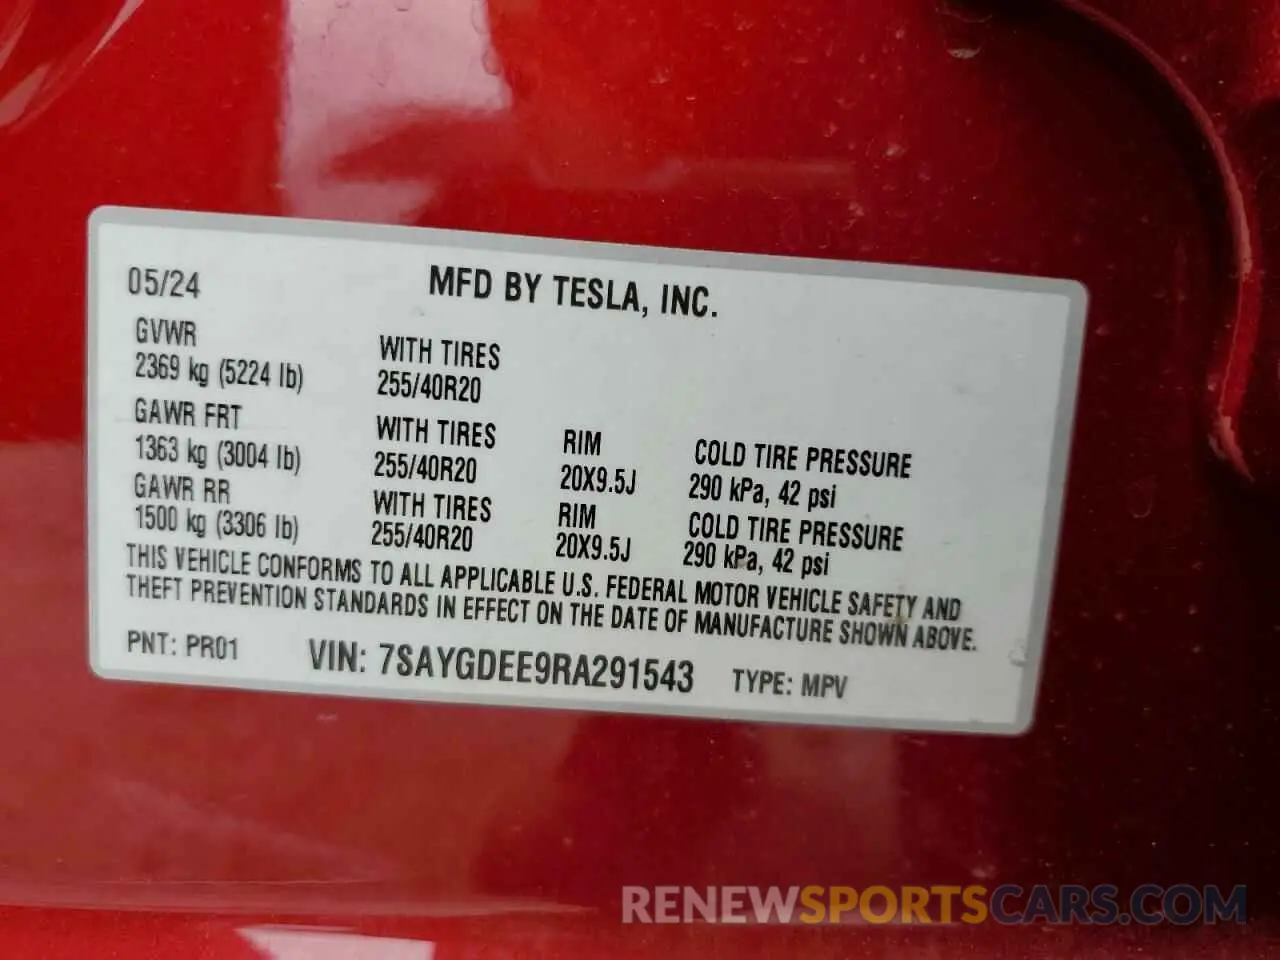 05/24 MFD BY TESLA, INC.
GVWR WITH TIRES
2369 kg (5224 lb) 255/40R20
GAWR FRT WITH TIRES RIM COLD TIRE PRESSURE
1363 kg (3004 lb) 255/40R20 20X9.5J 290 kPa, 42 psi
GAWR RR WITH TIRES RIM COLD TIRE PRESSURE
1500 kg (3306 lb) 255/40R20 20X9.5J 290 kPa, 42 psi
THIS VEHICLE CONFORMS TO ALL APPLICABLE U.S. FEDERAL MOTOR VEHICLE SAFETY AND
THEFT PREVENTION STANDARDS IN EFFECT ON THE DATE OF MANUFACTURE SHOWN ABOVE.
PNT: PR01 VIN: 7SAYGDEE9RA291543 TYPE: MPV
RENEWSPORTSCARS.COM